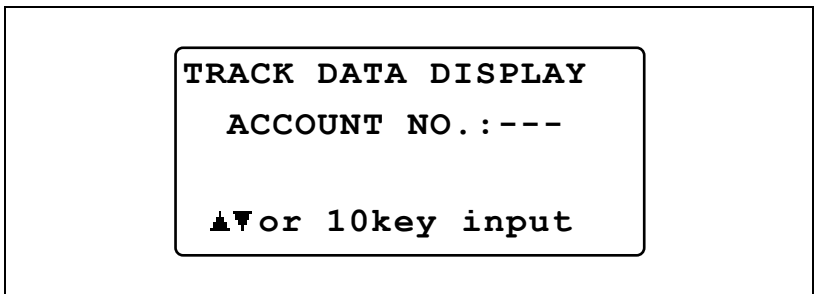 TRACK DATA DISPLAY
ACCOUNT NO.:---
▲▼or 10key input